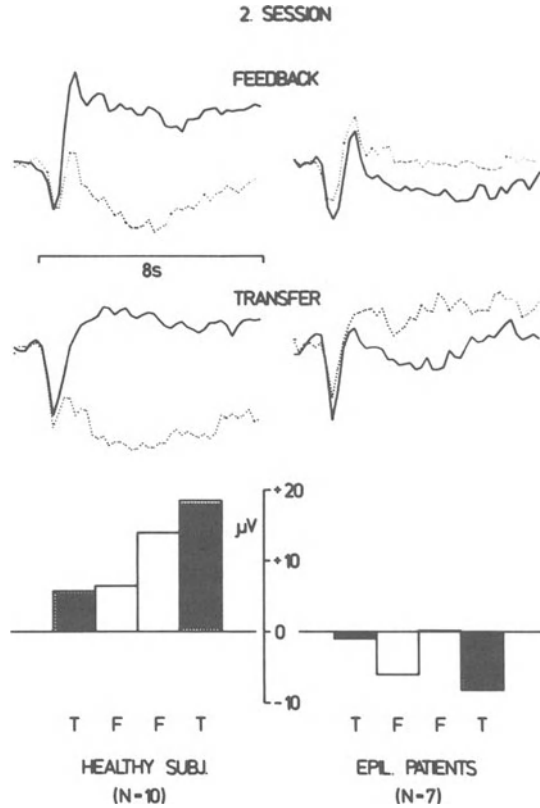 2. SESSION
FEEDBACK
8s
TRANSFER
+20
µV
+10
0
-10
T F F T
T F F T
HEALTHY SUBJ.
(N=10)
EPIL. PATIENTS
(N=7)